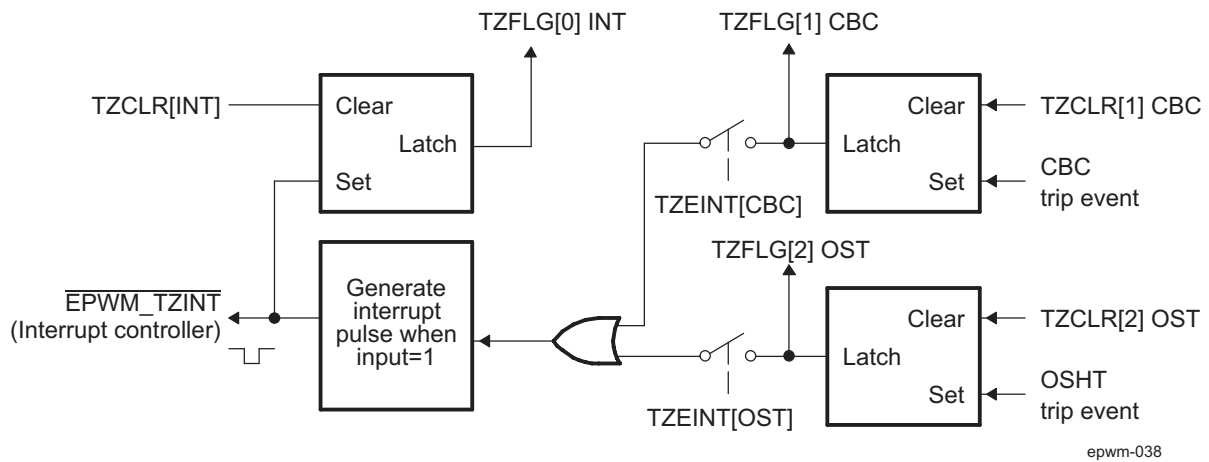 TZFLG[0] INT
TZFLG[1] CBC
TZCLR[INT]
Clear
Latch
Set
Clear
Latch
Set
TZCLR[1] CBC
CBC
trip event
TZEINT[CBC]
TZFLG[2] OST
EPWM_TZINT
(Interrupt controller)
Generate
interrupt
pulse when
input=1
Clear
Latch
Set
TZCLR[2] OST
OSHT
trip event
TZEINT[OST]
epwm-038